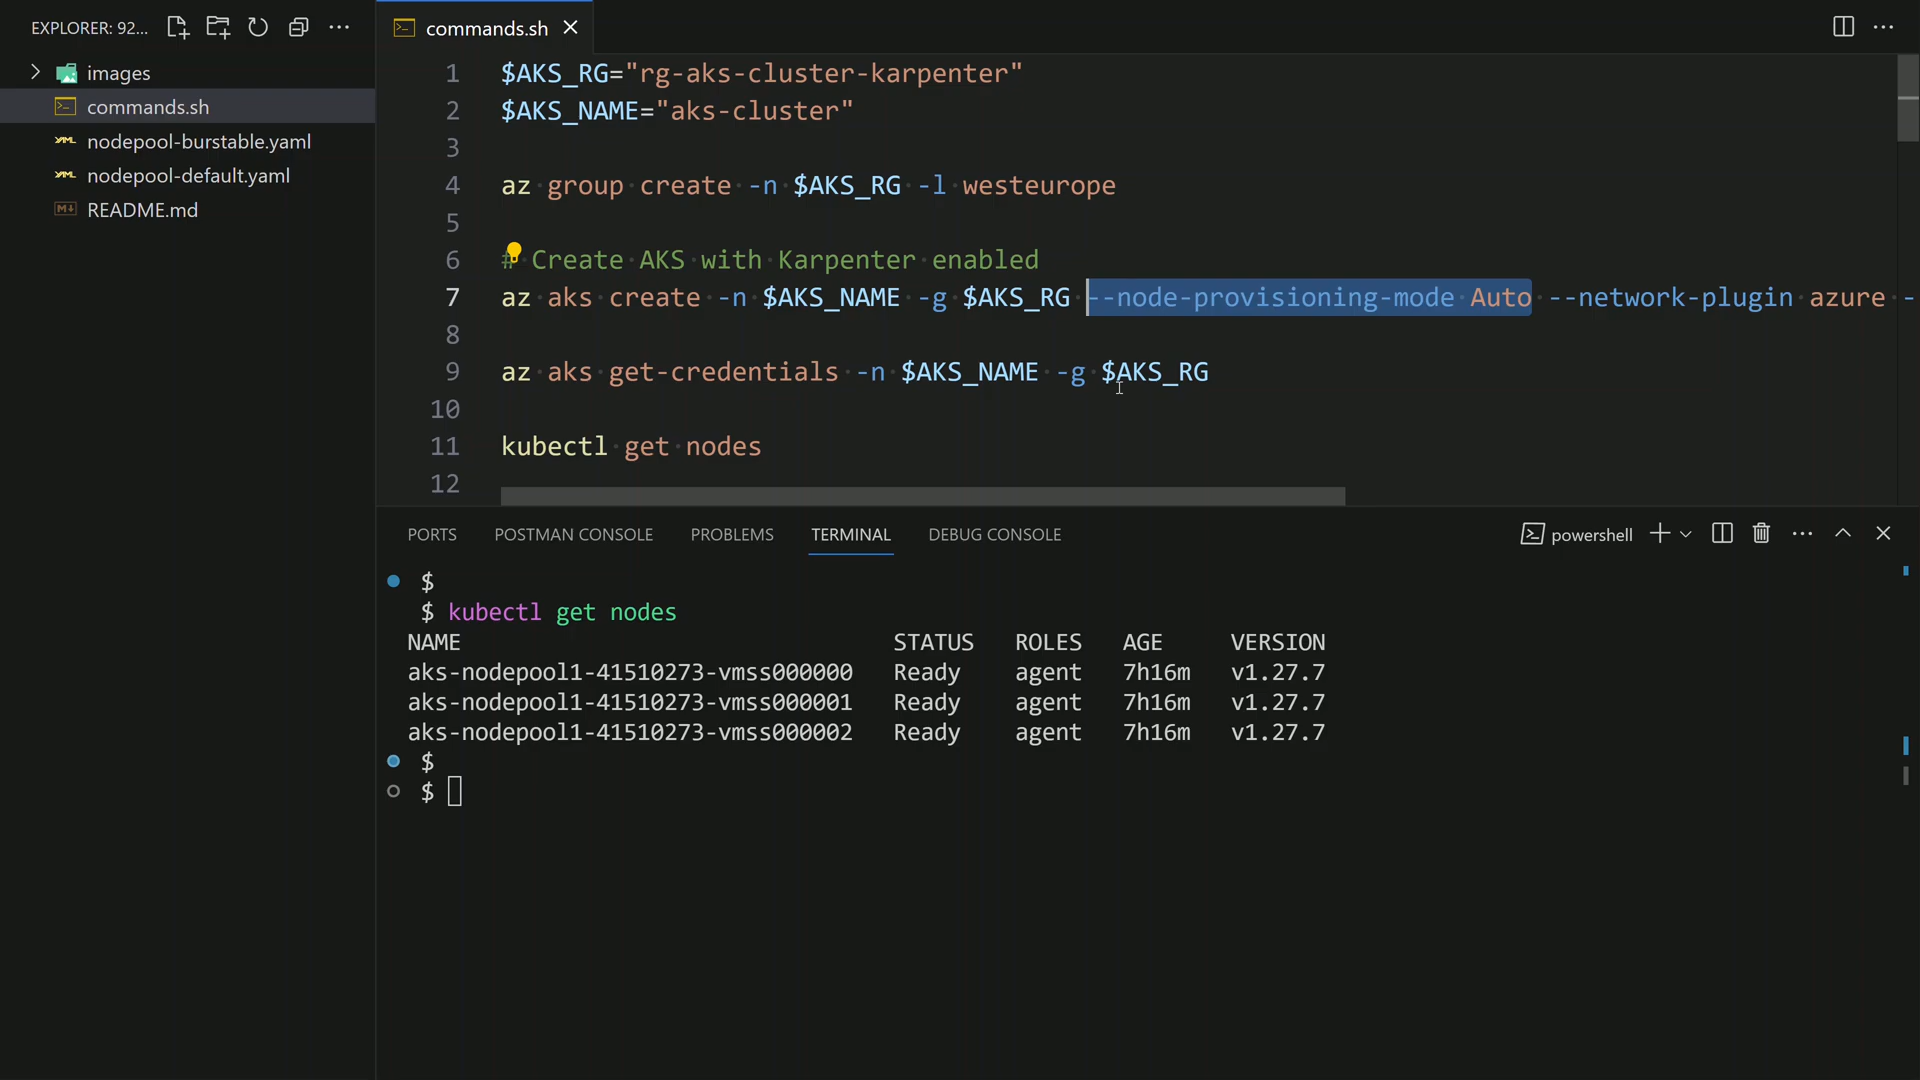 EXPLORER: 92...
images
commands.sh
nodepool-burstable.yaml
nodepool-default.yaml
README.md
commands.sh
1 $AKS_RG="rg-aks-cluster-karpenter"
2 $AKS_NAME="aks-cluster"
3
4 az group create -n $AKS_RG -l westeurope
5
6 # Create AKS with Karpenter enabled
7 az aks create -n $AKS_NAME -g $AKS_RG --node-provisioning-mode Auto --network-plugin azure -
8
9 az aks get-credentials -n $AKS_NAME -g $AKS_RG
10
11 kubectl get nodes
12
PORTS POSTMAN CONSOLE PROBLEMS TERMINAL DEBUG CONSOLE powershell
$
$ kubectl get nodes
NAME STATUS ROLES AGE VERSION
aks-nodepool1-41510273-vmss000000 Ready agent 7h16m v1.27.7
aks-nodepool1-41510273-vmss000001 Ready agent 7h16m v1.27.7
aks-nodepool1-41510273-vmss000002 Ready agent 7h16m v1.27.7
$
$